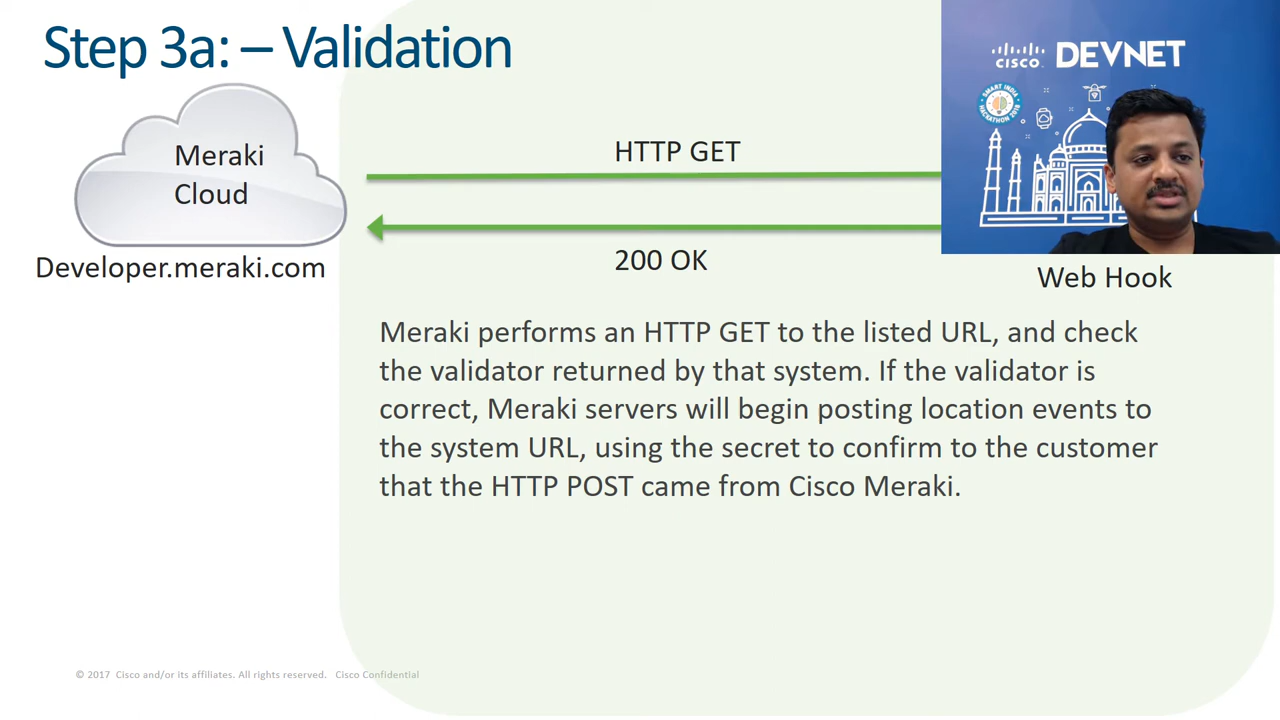 Step 3a: – Validation
Meraki
Cloud
Developer.meraki.com
HTTP GET
200 OK
CISCO DEVNET
SMART INDIA
HACKATHON 2018
Web Hook
Meraki performs an HTTP GET to the listed URL, and check
the validator returned by that system. If the validator is
correct, Meraki servers will begin posting location events to
the system URL, using the secret to confirm to the customer
that the HTTP POST came from Cisco Meraki.
© 2017 Cisco and/or its affiliates. All rights reserved. Cisco Confidential